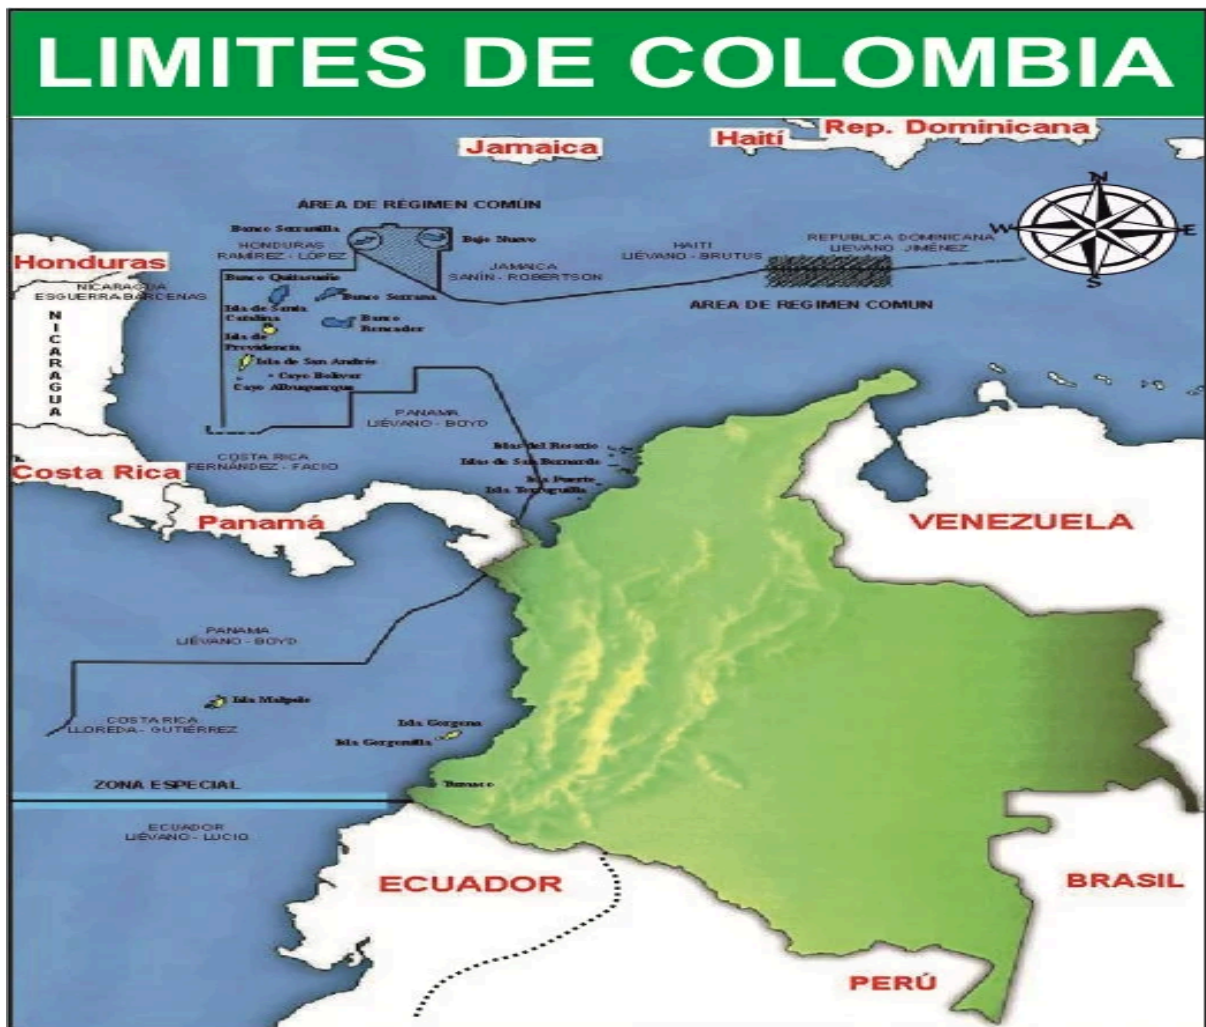 LIMITES DE COLOMBIA
Jamaica
Haití
Rep. Dominicana
ÁREA DE RÉGIMEN COMÚN
N
W
E
S
Banco Serranilla
Bajo Nuevo
HONDURAS
RAMÍREZ - LÓPEZ
JAMAICA
SANÍN - ROBERTSON
HAITI
LIÉVANO - BRUTUS
REPUBLICA DOMINICANA
LIEVANO - JIMÉNEZ
AREA DE REGIMEN COMUN
Honduras
NICARAGUA
ESGUERRA BÁRCENAS
NICARAGUA
Banco Quitasueño
Banco Serrana
Isla de Santa
Catalina
Banco
Roncador
Isla de
Providencia
Isla de San Andrés
Cayo Bolivar
Cayo Albuquerque
PANAMA
LIÉVANO - BOYD
COSTA RICA
FERNÁNDEZ - FACIO
Islas del Rosario
Islas de San Bernardo
Isla Fuerte
Isla Tortuguilla
Costa Rica
Panamá
VENEZUELA
PANAMA
LIÉVANO - BOYD
Isla Malpelo
COSTA RICA
LLOREDA - GUTIÉRREZ
Isla Gorgona
Isla Gorgonilla
Tumaco
ZONA ESPECIAL
ECUADOR
LIÉVANO - LUCIO
ECUADOR
BRASIL
PERÚ